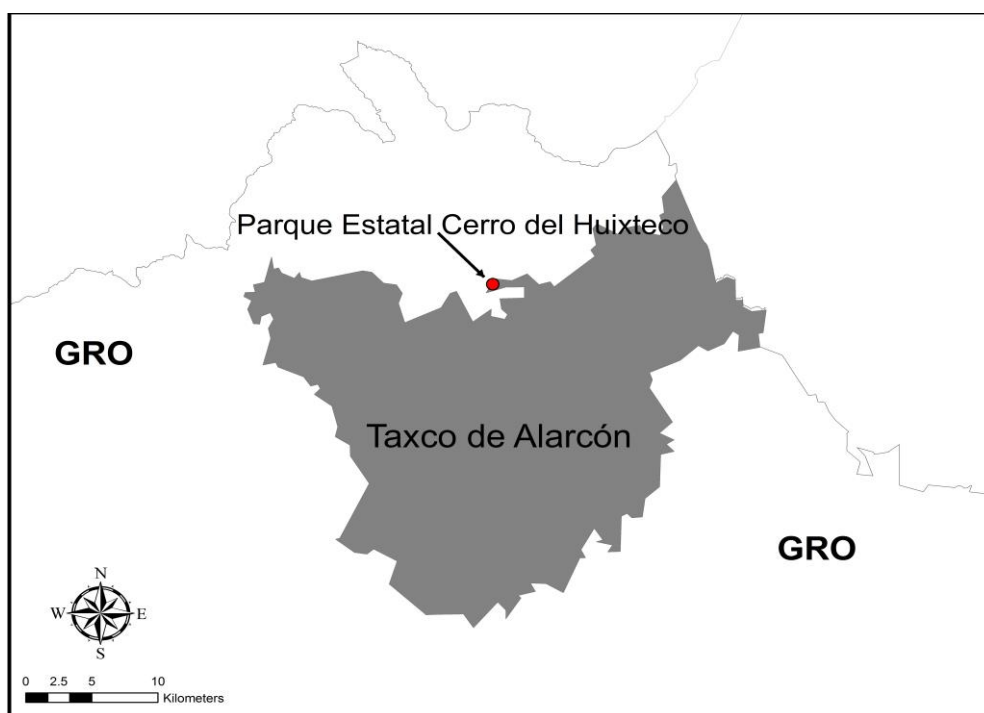 Parque Estatal Cerro del Huixteco
GRO
Taxco de Alarcón
GRO
N
W E
S
0 2.5 5 10
Kilometers